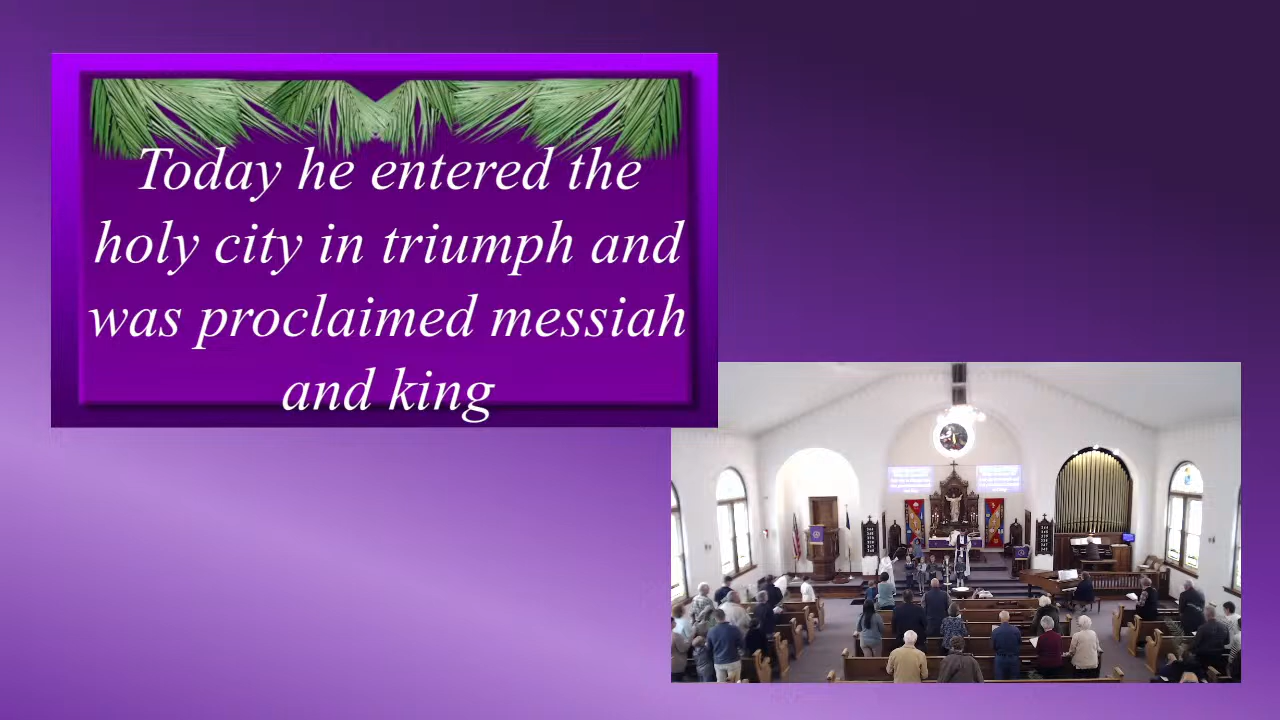 Today he entered the
holy city in triumph and
was proclaimed messiah
and king